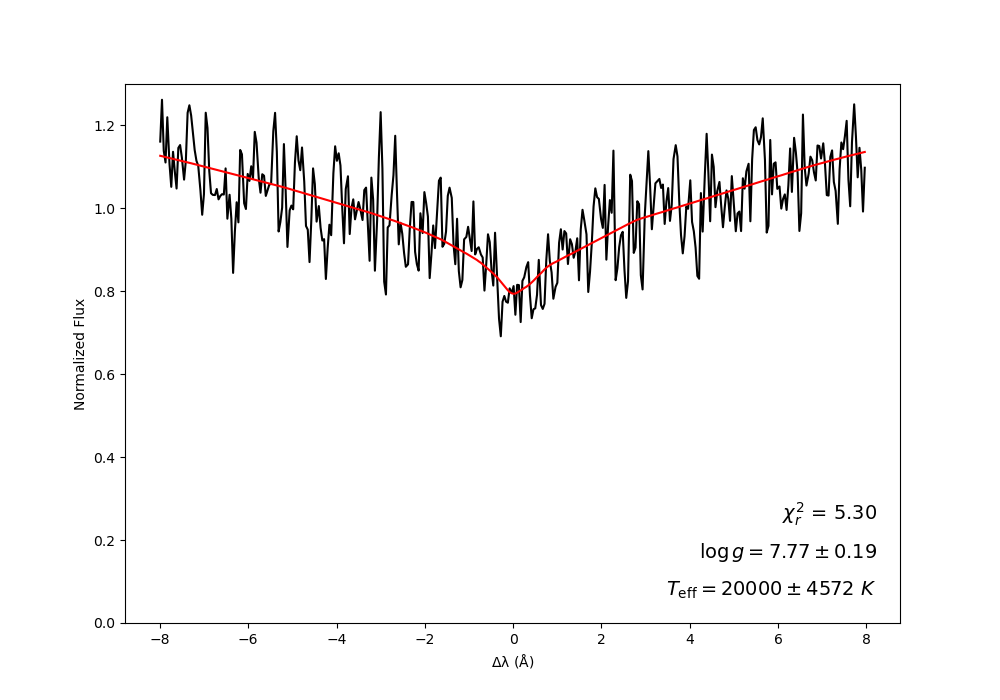 1.2
1.0
0.8
0.6
0.4
0.2
0.0
Normalized Flux
χ²ᵣ = 5.30
log g = 7.77 ± 0.19
T_eff = 20000 ± 4572 K
−8 −6 −4 −2 0 2 4 6 8
Δλ (Å)